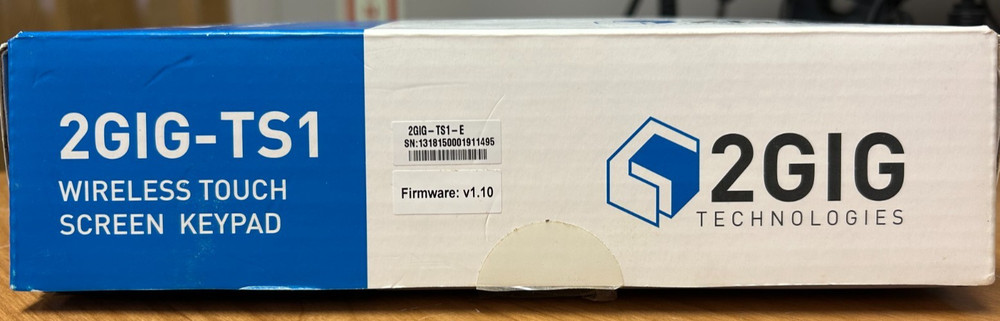 2GIG-TS1
WIRELESS TOUCH
SCREEN KEYPAD
2GIG-TS1-E
SN:1318150001911495
Firmware: v1.10
2GIG
TECHNOLOGIES